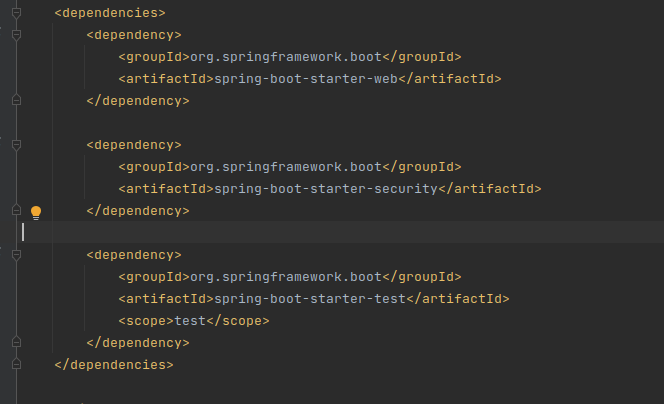 <dependencies>
<dependency>
<groupId>org.springframework.boot</groupId>
<artifactId>spring-boot-starter-web</artifactId>
</dependency>
<dependency>
<groupId>org.springframework.boot</groupId>
<artifactId>spring-boot-starter-security</artifactId>
</dependency>
<dependency>
<groupId>org.springframework.boot</groupId>
<artifactId>spring-boot-starter-test</artifactId>
<scope>test</scope>
</dependency>
</dependencies>